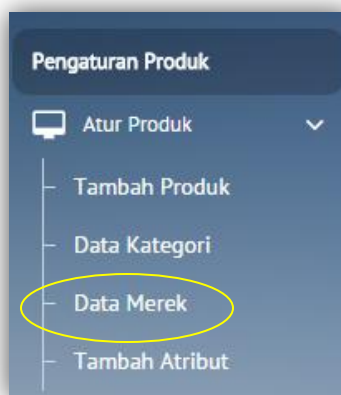 Pengaturan Produk
Atur Produk
Tambah Produk
Data Kategori
Data Merek
Tambah Atribut